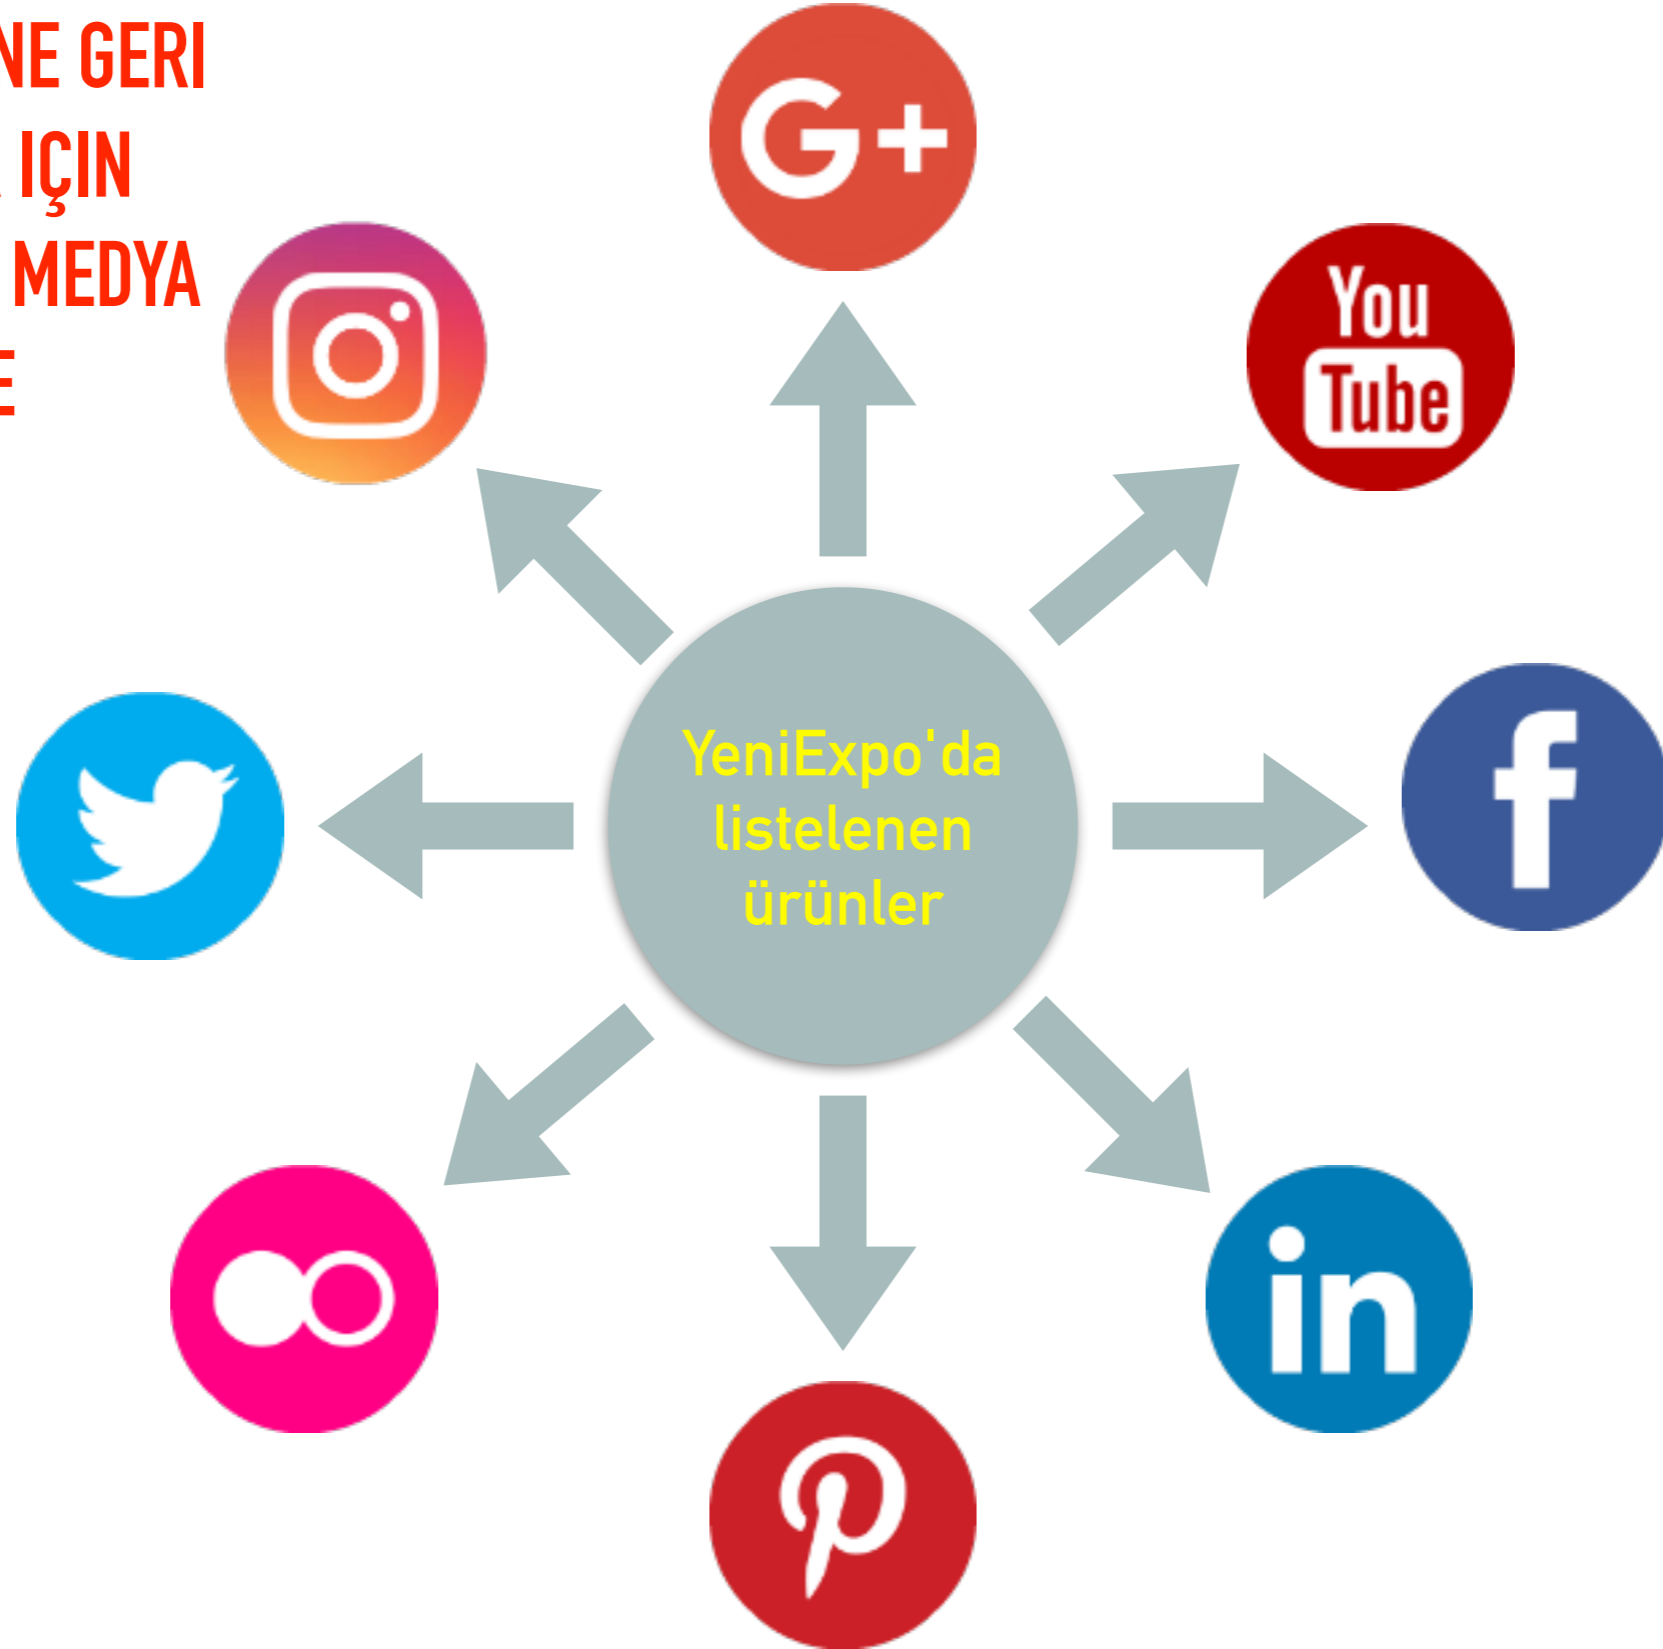 NE GERI
IÇIN
MEDYA
G+
You
Tube
f
YeniExpo'da
listelenen
ürünler
in